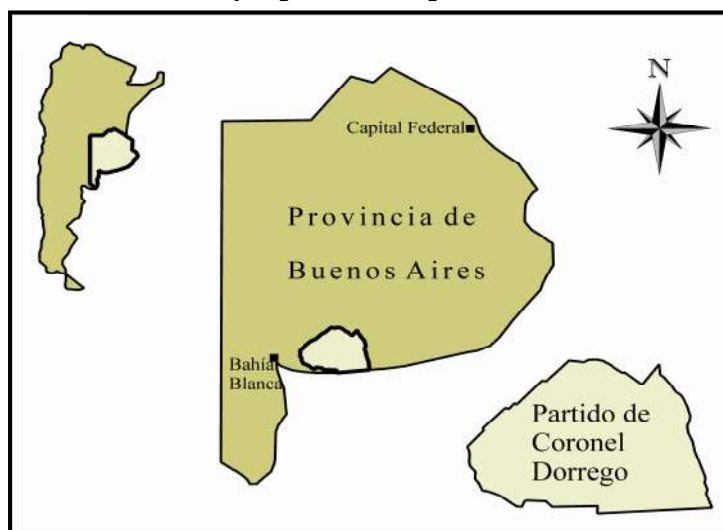 N
Capital Federal
Provincia de
Buenos Aires
Bahía
Blanca
Partido de
Coronel
Dorrego